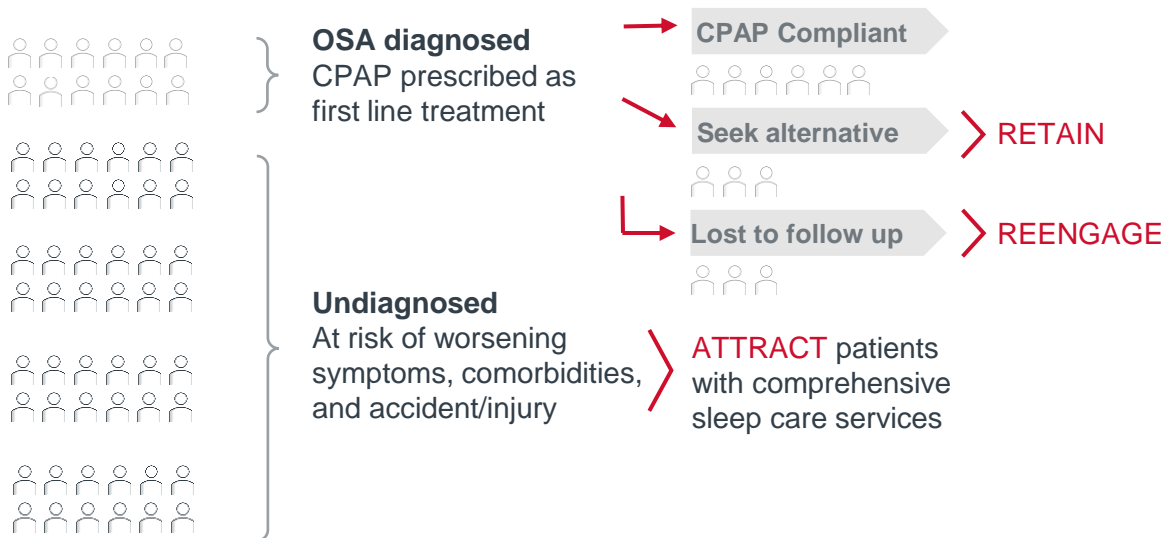 OSA diagnosed
CPAP prescribed as
first line treatment
CPAP Compliant
Seek alternative
RETAIN
Lost to follow up
REENGAGE
Undiagnosed
At risk of worsening
symptoms, comorbidities,
and accident/injury
ATTRACT patients
with comprehensive
sleep care services